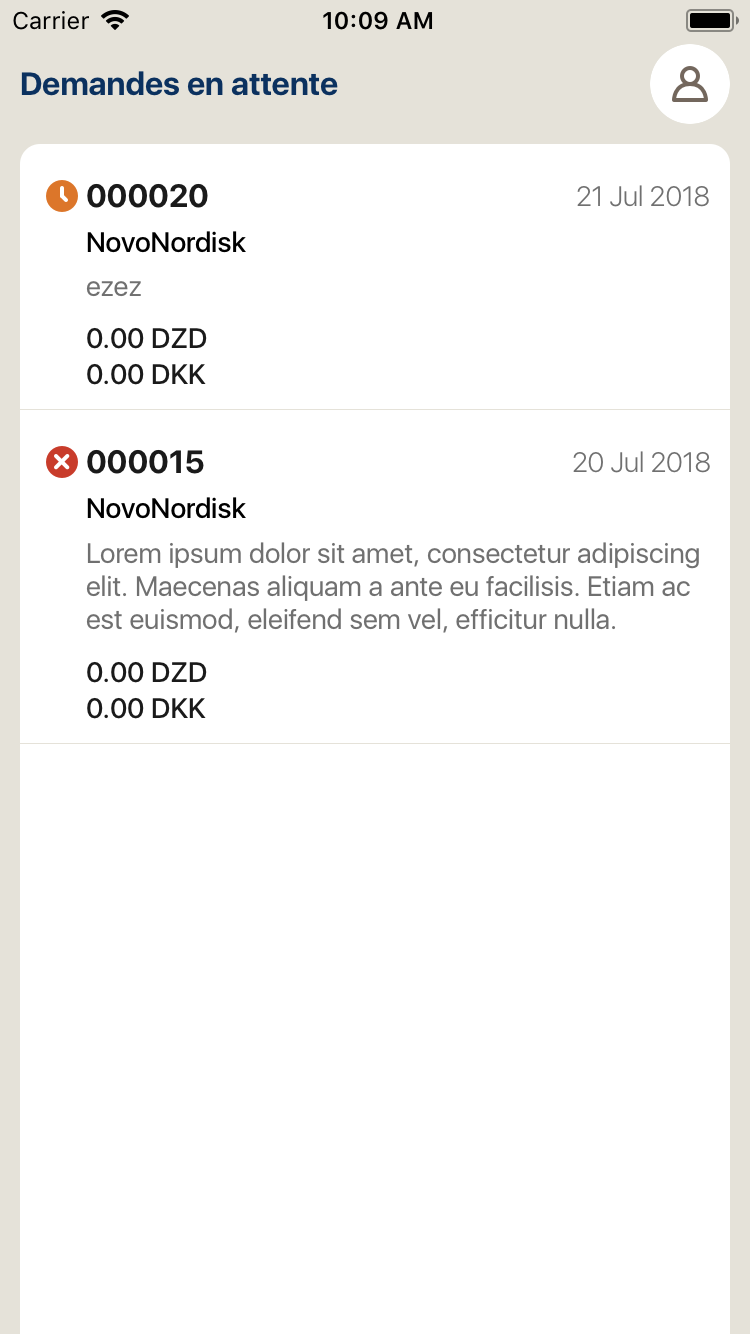 Carrier 10:09 AM
Demandes en attente
000020 21 Jul 2018
NovoNordisk
ezez
0.00 DZD
0.00 DKK
000015 20 Jul 2018
NovoNordisk
Lorem ipsum dolor sit amet, consectetur adipiscing
elit. Maecenas aliquam a ante eu facilisis. Etiam ac
est euismod, eleifend sem vel, efficitur nulla.
0.00 DZD
0.00 DKK